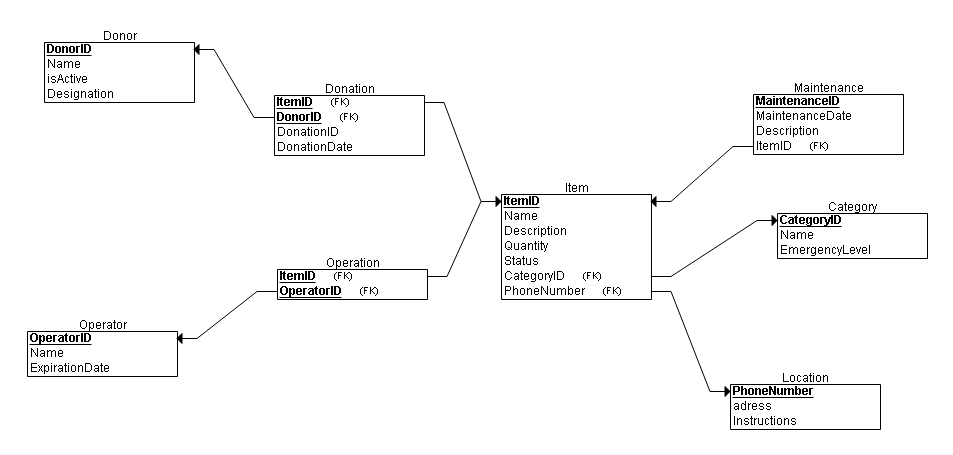 Donor
DonorID
Name
isActive
Designation
Donation
ItemID (FK)
DonorID (FK)
DonationID
DonationDate
Maintenance
MaintenanceID
MaintenanceDate
Description
ItemID (FK)
Item
ItemID
Name
Description
Quantity
Status
CategoryID (FK)
PhoneNumber (FK)
Category
CategoryID
Name
EmergencyLevel
Operation
ItemID (FK)
OperatorID (FK)
Operator
OperatorID
Name
ExpirationDate
Location
PhoneNumber
adress
Instructions